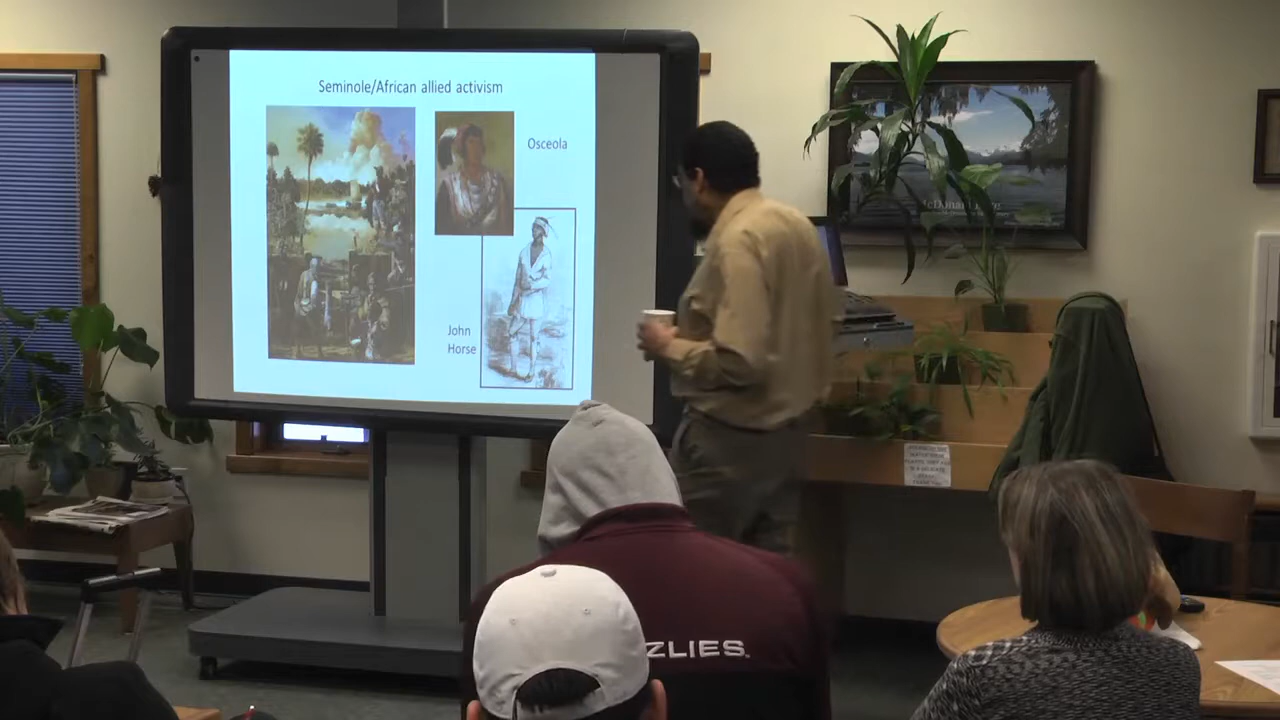 Seminole/African allied activism
Osceola
John
Horse
ZLIES